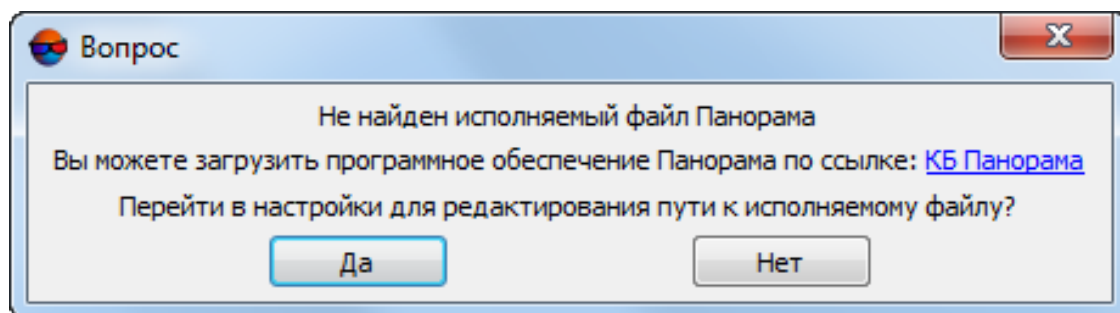 Вопрос
Не найден исполняемый файл Панорама
Вы можете загрузить программное обеспечение Панорама по ссылке: КБ Панорама
Перейти в настройки для редактирования пути к исполняемому файлу?
Да
Нет